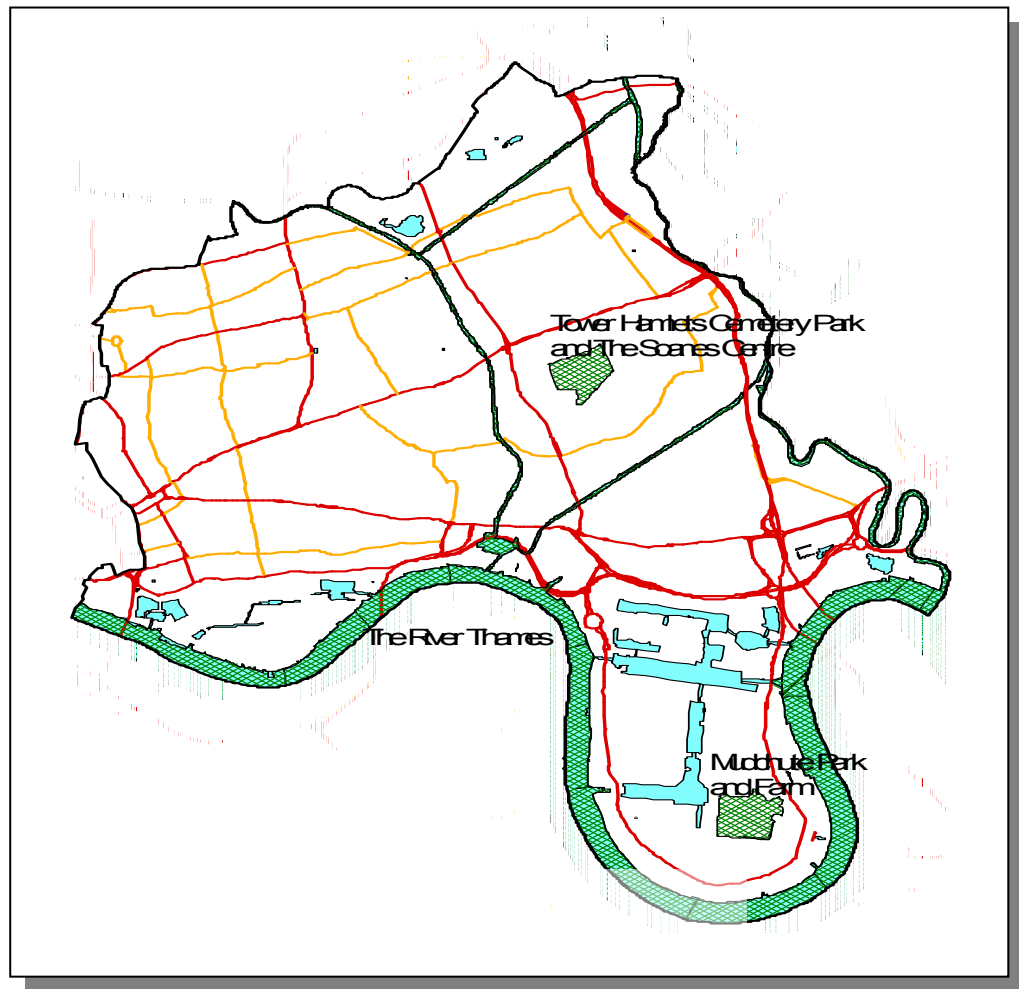 Tower Hamlets Cemetery Park
and The Soanes Centre
The River Thames
Mudchute Park
and Farm